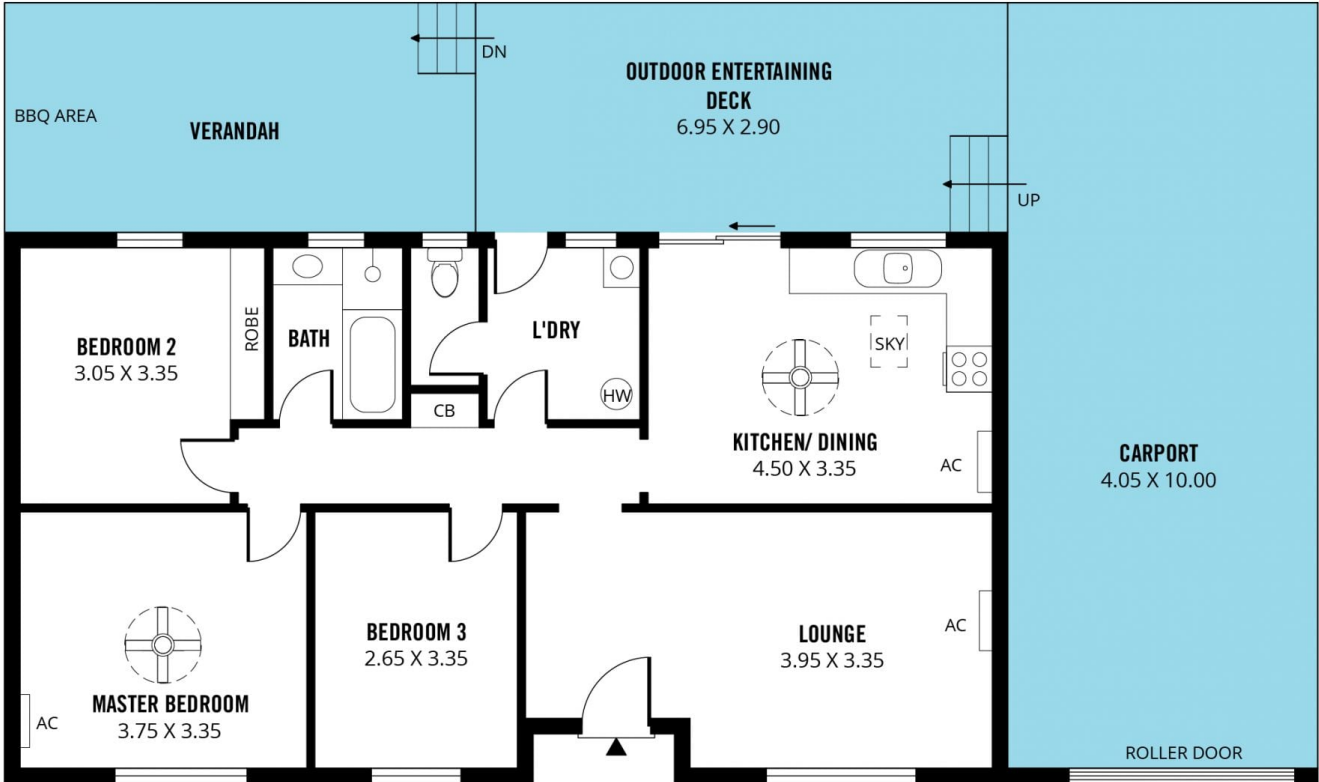 DN
OUTDOOR ENTERTAINING
DECK
6.95 X 2.90
BBQ AREA
VERANDAH
UP
BEDROOM 2
3.05 X 3.35
ROBE
BATH
L'DRY
SKY
HW
CB
KITCHEN/ DINING
4.50 X 3.35
AC
CARPORT
4.05 X 10.00
MASTER BEDROOM
3.75 X 3.35
AC
BEDROOM 3
2.65 X 3.35
LOUNGE
3.95 X 3.35
AC
ROLLER DOOR